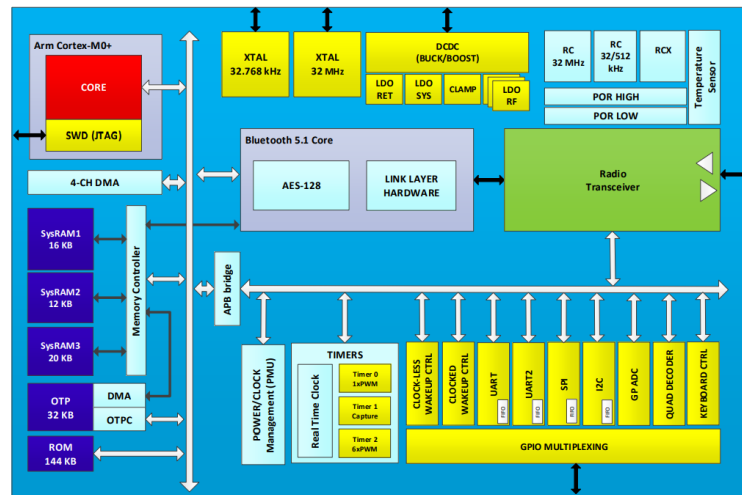 Arm Cortex-M0+
CORE
SWD (JTAG)
XTAL
32.768 kHz
XTAL
32 MHz
DCDC
(BUCK/BOOST)
LDO
RET
LDO
SYS
CLAMP
LDO
RF
RC
32 MHz
RC
32/512
kHz
RCX
POR HIGH
POR LOW
Temperature
Sensor
4-CH DMA
Bluetooth 5.1 Core
AES-128
LINK LAYER
HARDWARE
Radio
Transceiver
SysRAM1
16 KB
SysRAM2
12 KB
SysRAM3
20 KB
Memory Controller
OTP
32 KB
DMA
OTPC
ROM
144 KB
APB bridge
POWER/CLOCK
Management (PMU)
TIMERS
Real Time Clock
Timer 0
1xPWM
Timer 1
Capture
Timer 2
6xPWM
CLOCK-LESS
WAKEUP CTRL
CLOCKED
WAKEUP CTRL
UART
FIFO
UART2
FIFO
SPI
FIFO
I2C
FIFO
GP ADC
QUAD DECODER
KEYBOARD CTRL
GPIO MULTIPLEXING